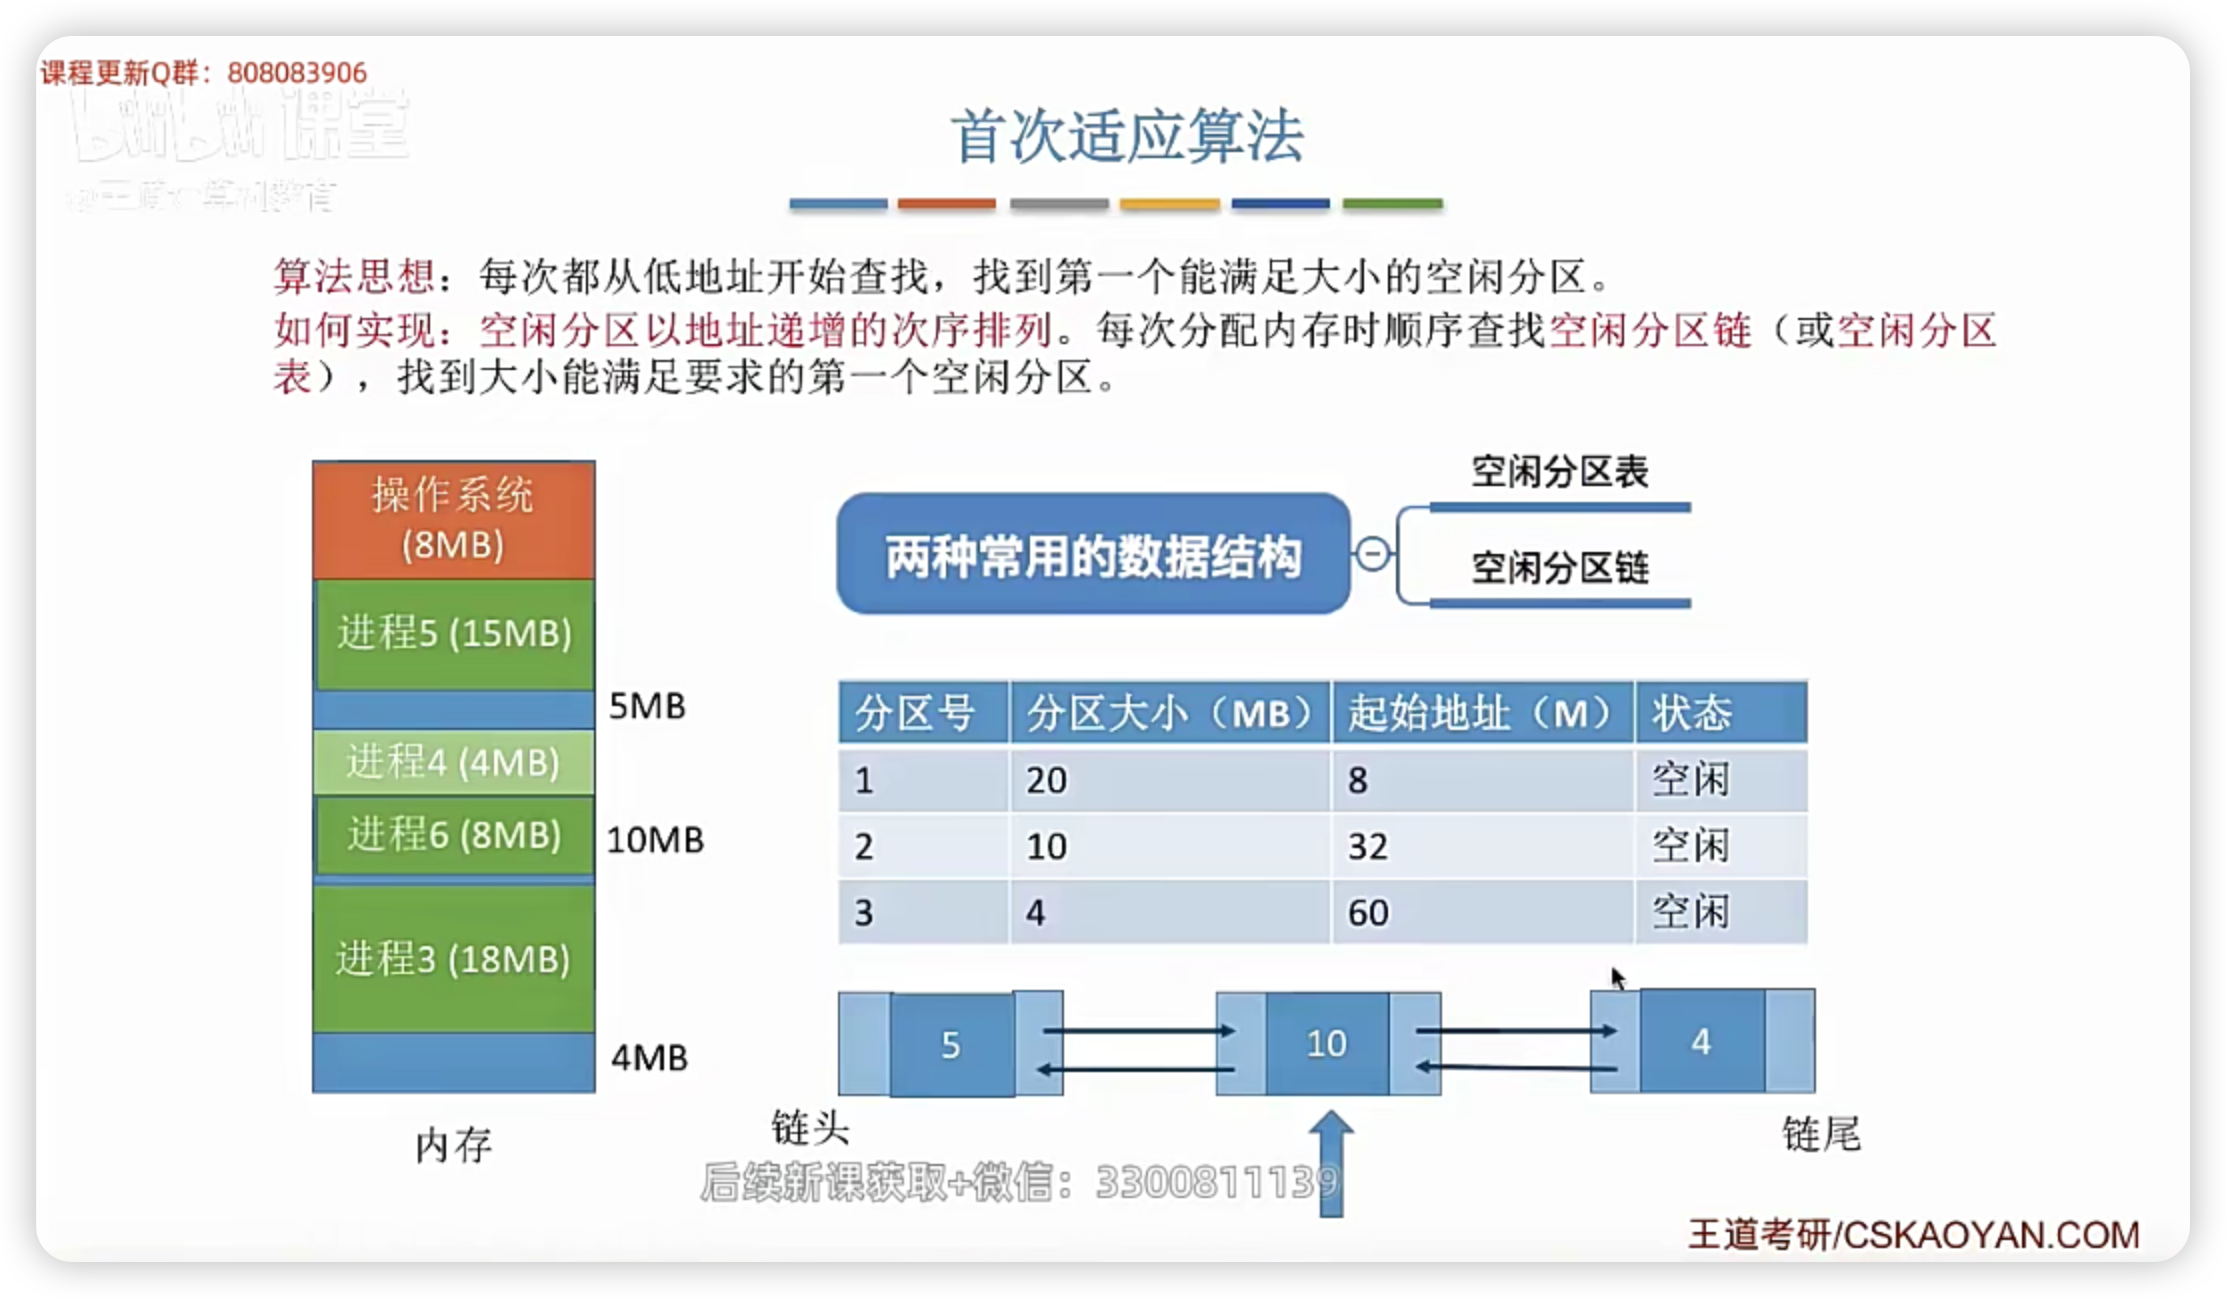 课程更新Q群：808083906
bilibili课堂
首次适应算法
算法思想：每次都从低地址开始查找，找到第一个能满足大小的空闲分区。
如何实现：空闲分区以地址递增的次序排列。每次分配内存时顺序查找空闲分区链（或空闲分区
表），找到大小能满足要求的第一个空闲分区。
操作系统
(8MB)
进程5 (15MB)
5MB
进程4 (4MB)
进程6 (8MB)
10MB
进程3 (18MB)
4MB
内存
两种常用的数据结构
空闲分区表
空闲分区链
分区号 分区大小（MB） 起始地址（M） 状态
1 20 8 空闲
2 10 32 空闲
3 4 60 空闲
5 10 4
链头
链尾
后续新课获取+微信：3300811139
王道考研/CSKAOYAN.COM